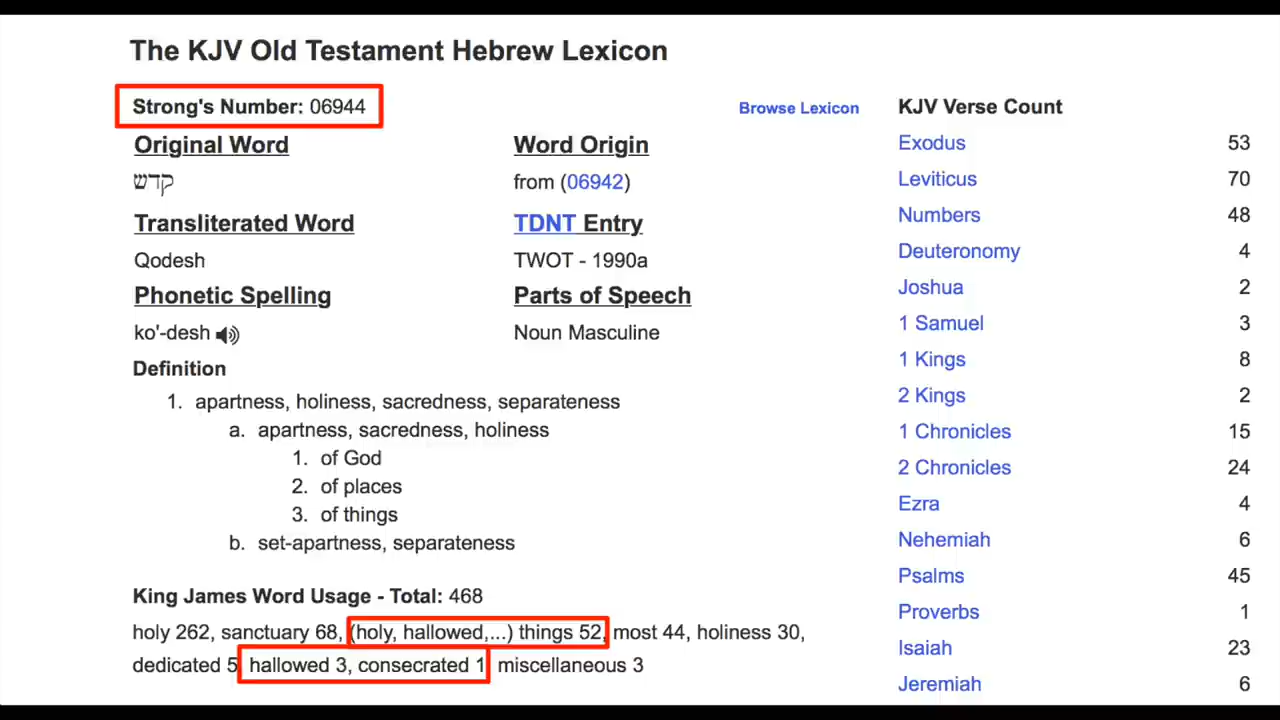 The KJV Old Testament Hebrew Lexicon
Strong's Number: 06944
Browse Lexicon
Original Word
Word Origin
קדש
from (06942)
Transliterated Word
TDNT Entry
Qodesh
TWOT - 1990a
Phonetic Spelling
Parts of Speech
ko'-desh
Noun Masculine
Definition
1. apartness, holiness, sacredness, separateness
a. apartness, sacredness, holiness
1. of God
2. of places
3. of things
b. set-apartness, separateness
King James Word Usage - Total: 468
holy 262, sanctuary 68, (holy, hallowed,...) things 52, most 44, holiness 30,
dedicated 5, hallowed 3, consecrated 1, miscellaneous 3
KJV Verse Count
Exodus 53
Leviticus 70
Numbers 48
Deuteronomy 4
Joshua 2
1 Samuel 3
1 Kings 8
2 Kings 2
1 Chronicles 15
2 Chronicles 24
Ezra 4
Nehemiah 6
Psalms 45
Proverbs 1
Isaiah 23
Jeremiah 6